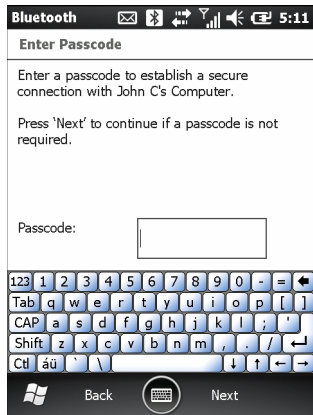 Bluetooth 5:11
Enter Passcode
Enter a passcode to establish a secure
connection with John C's Computer.
Press 'Next' to continue if a passcode is not
required.
Passcode:
123 1 2 3 4 5 6 7 8 9 0 - =
Tab q w e r t y u i o p [ ]
CAP a s d f g h j k l ; '
Shift z x c v b n m , . /
Ctl áü ` \
Back Next